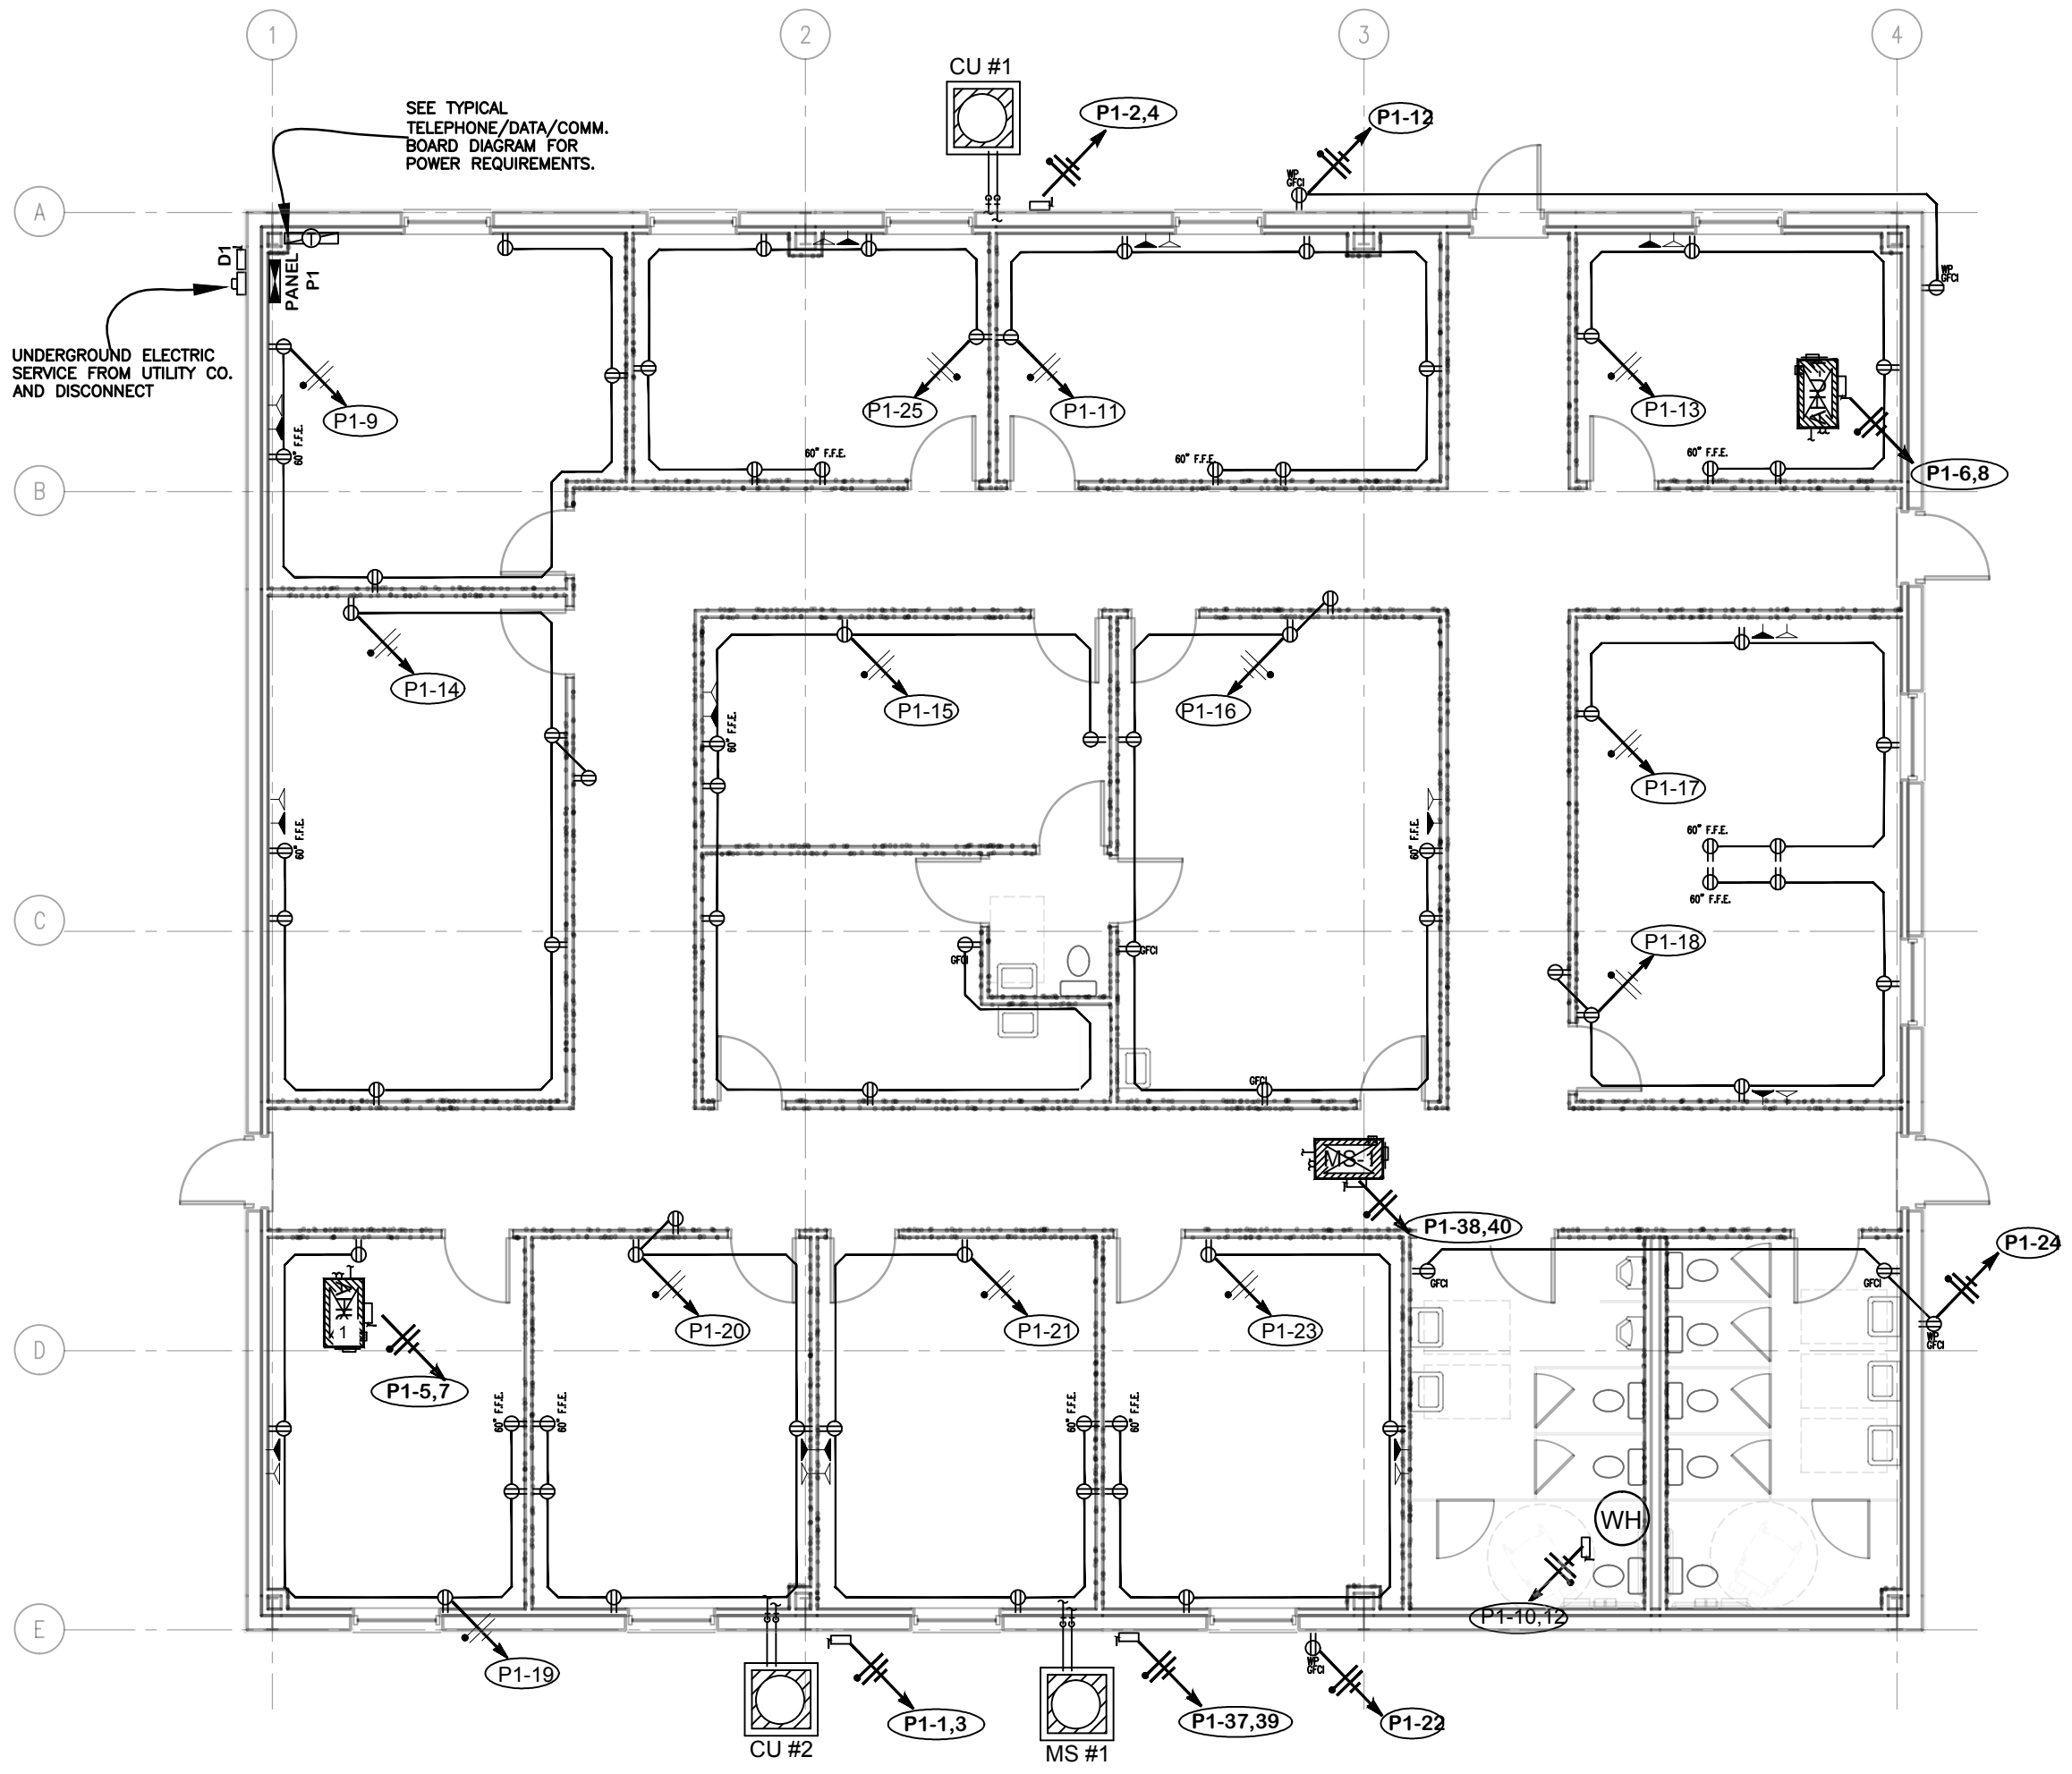 1
2
3
4
CU #1
SEE TYPICAL
TELEPHONE/DATA/COMM.
BOARD DIAGRAM FOR
POWER REQUIREMENTS.
P1-2,4
P1-12
WP
GFCI
A
D1
PANEL
P1
WP
GFCI
UNDERGROUND ELECTRIC
SERVICE FROM UTILITY CO.
AND DISCONNECT
P1-9
60" F.F.E.
P1-25
P1-11
P1-13
60" F.F.E.
60" F.F.E.
60" F.F.E.
P1-6,8
B
P1-14
P1-15
P1-16
60" F.F.E.
P1-17
60" F.F.E.
60" F.F.E.
60" F.F.E.
60" F.F.E.
C
P1-18
GFCI
GFCI
GFCI
MS-1
P1-38,40
P1-24
GFCI
GFCI
1
P1-20
P1-21
P1-23
WP
GFCI
D
P1-5,7
60" F.F.E.
60" F.F.E.
60" F.F.E.
60" F.F.E.
WH
P1-10,12
E
P1-19
WP
GFCI
P1-1,3
P1-37,39
P1-22
CU #2
MS #1